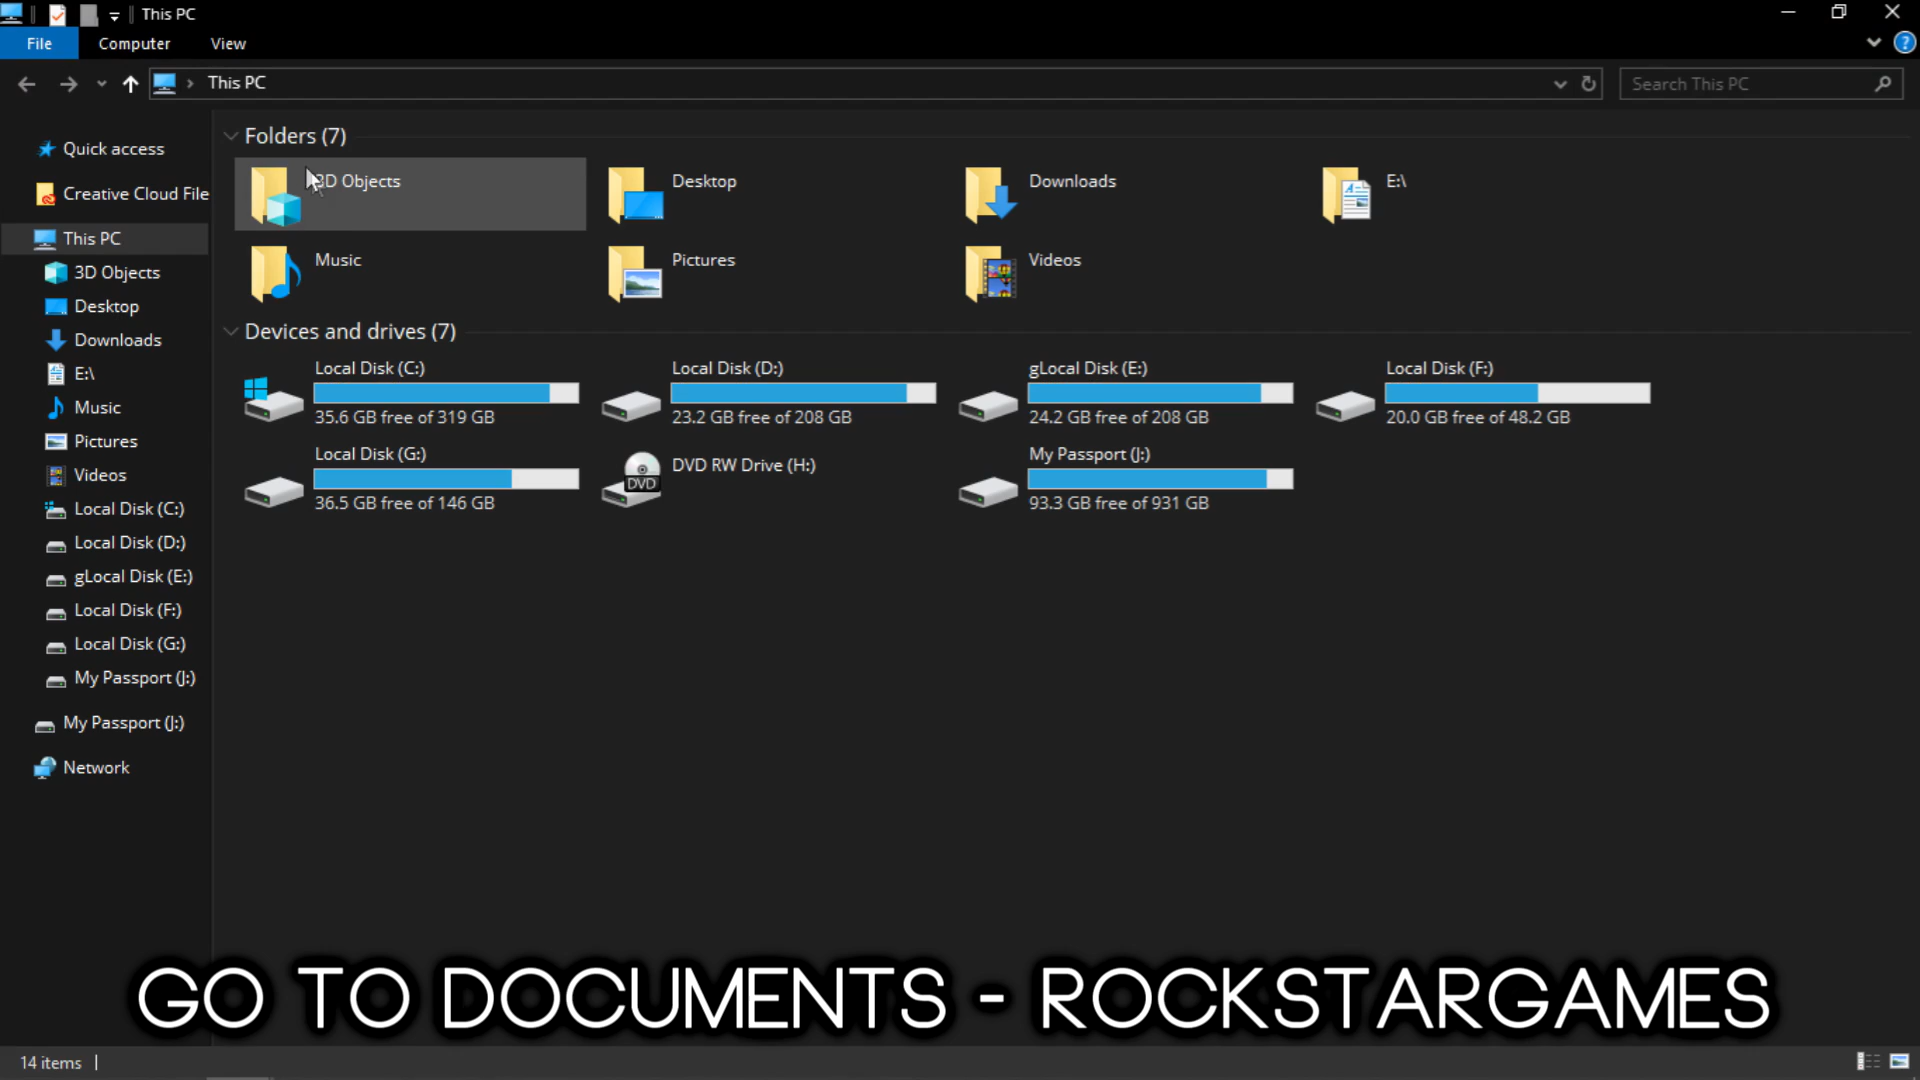 This PC
File
Computer
View
This PC
Search This PC
Quick access
Creative Cloud File
This PC
3D Objects
Desktop
Downloads
E:\
Music
Pictures
Videos
Local Disk (C:)
Local Disk (D:)
gLocal Disk (E:)
Local Disk (F:)
Local Disk (G:)
My Passport (J:)
My Passport (J:)
Network
Folders (7)
3D Objects
Desktop
Downloads
E:\
Music
Pictures
Videos
Devices and drives (7)
Local Disk (C:)
35.6 GB free of 319 GB
Local Disk (D:)
23.2 GB free of 208 GB
gLocal Disk (E:)
24.2 GB free of 208 GB
Local Disk (F:)
20.0 GB free of 48.2 GB
Local Disk (G:)
36.5 GB free of 146 GB
DVD RW Drive (H:)
DVD
My Passport (J:)
93.3 GB free of 931 GB
GO TO DOCUMENTS - ROCKSTARGAMES
14 items